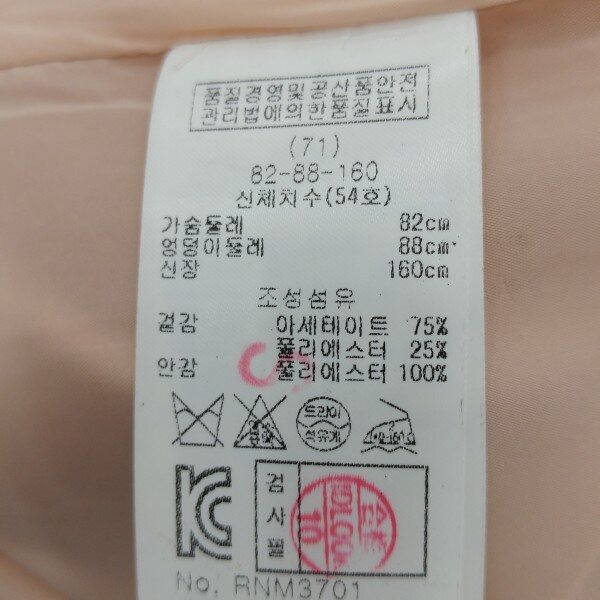 품질경영및공산품안전
관리법에의한품질표시
(71)
82-88-160
신체치수(54호)
가슴둘레 82cm
엉덩이둘레 88cm
신장 160cm
조성섬유
겉감 아세테이트 75%
폴리에스터 25%
안감 폴리에스터 100%
드라이
석유계
검사필
10
No. RNM3701